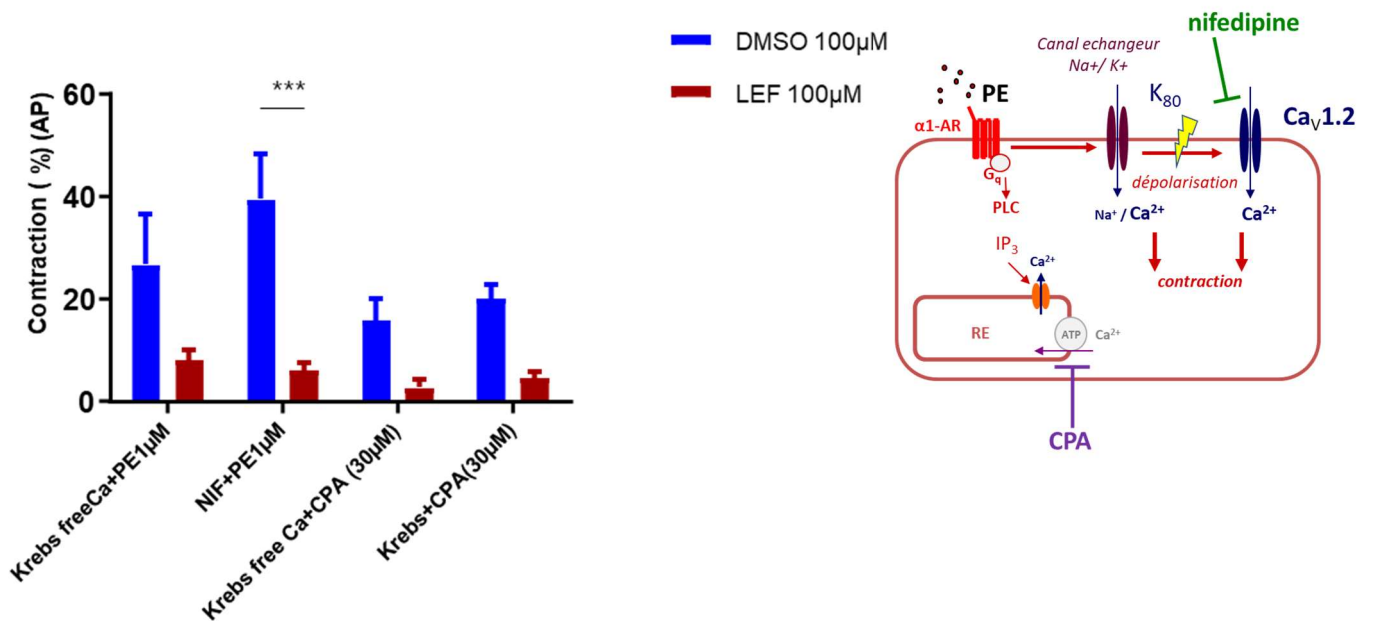 DMSO 100µM
LEF 100µM
***
Contraction ( %) (AP)
60
40
20
0
Krebs freeCa+PE1µM
NIF+PE1µM
Krebs free Ca+CPA (30µM)
Krebs+CPA(30µM)
nifedipine
Canal echangeur
Na+/ K+
PE
K80
CaV1.2
α1-AR
Gq
dépolarisation
PLC
Na⁺ / Ca²⁺
Ca²⁺
IP3
Ca²⁺
contraction
RE
ATP
Ca²⁺
CPA